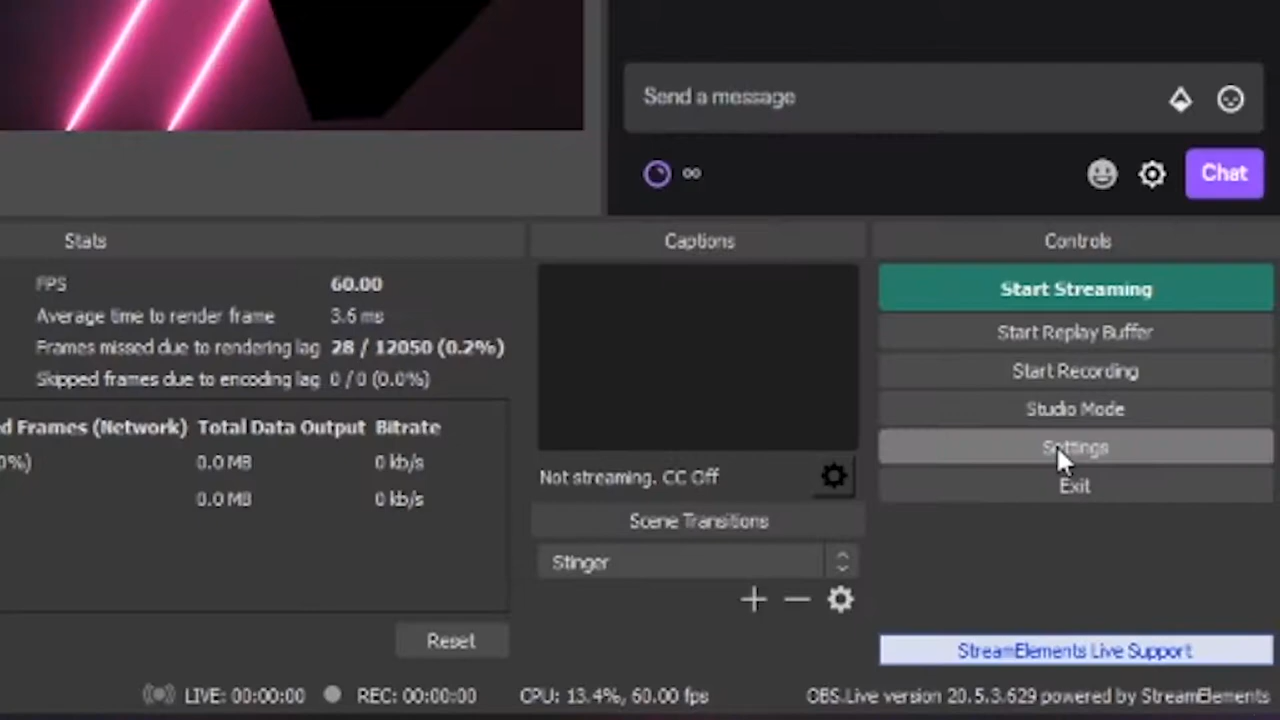 Send a message
∞
Chat
Stats
Captions
Controls
FPS 60.00
Average time to render frame 3.6 ms
Frames missed due to rendering lag 28 / 12050 (0.2%)
Skipped frames due to encoding lag 0 / 0 (0.0%)
d Frames (Network) Total Data Output Bitrate
0%) 0.0 MB 0 kb/s
0.0 MB 0 kb/s
Reset
Not streaming. CC Off
Scene Transitions
Stinger
Start Streaming
Start Replay Buffer
Start Recording
Studio Mode
Settings
Exit
StreamElements Live Support
LIVE: 00:00:00 REC: 00:00:00 CPU: 13.4%, 60.00 fps OBS.Live version 20.5.3.629 powered by StreamElements